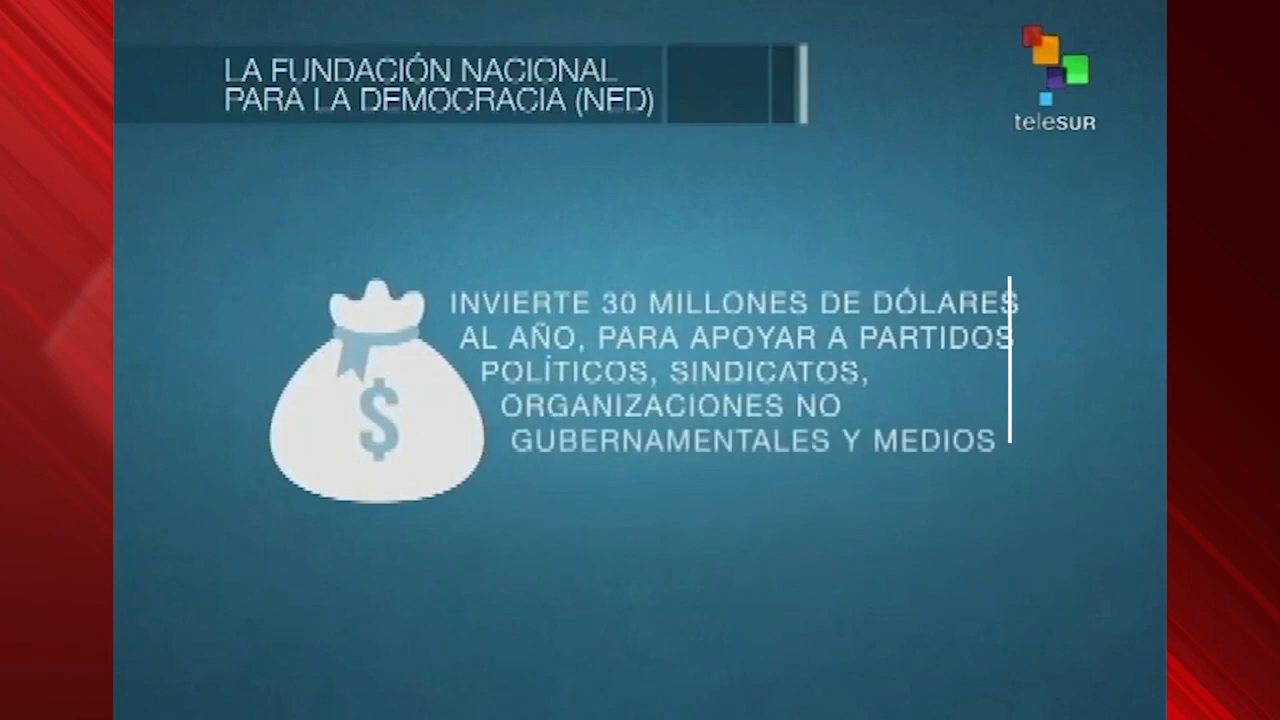 LA FUNDACIÓN NACIONAL
PARA LA DEMOCRACIA (NED)
teleSUR
INVIERTE 30 MILLONES DE DÓLARES
AL AÑO, PARA APOYAR A PARTIDOS
POLÍTICOS, SINDICATOS,
ORGANIZACIONES NO
GUBERNAMENTALES Y MEDIOS
$